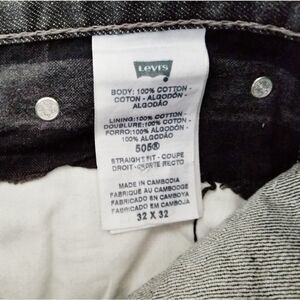 Levi's
BODY: 100% COTTON -
COTON - ALGODÓN -
ALGODÃO
LINING: 100% COTTON -
DOUBLURE: 100% COTON -
FORRO: 100% ALGODÓN
100% ALGODÃO
505®
STRAIGHT FIT - COUPE
DROIT - CORTE RECTO
MADE IN CAMBODIA
FABRIQUÉ AU CAMBODGE
FABRICADO EN CAMBOYA
FABRICADO EM CAMBOJA
32 X 32